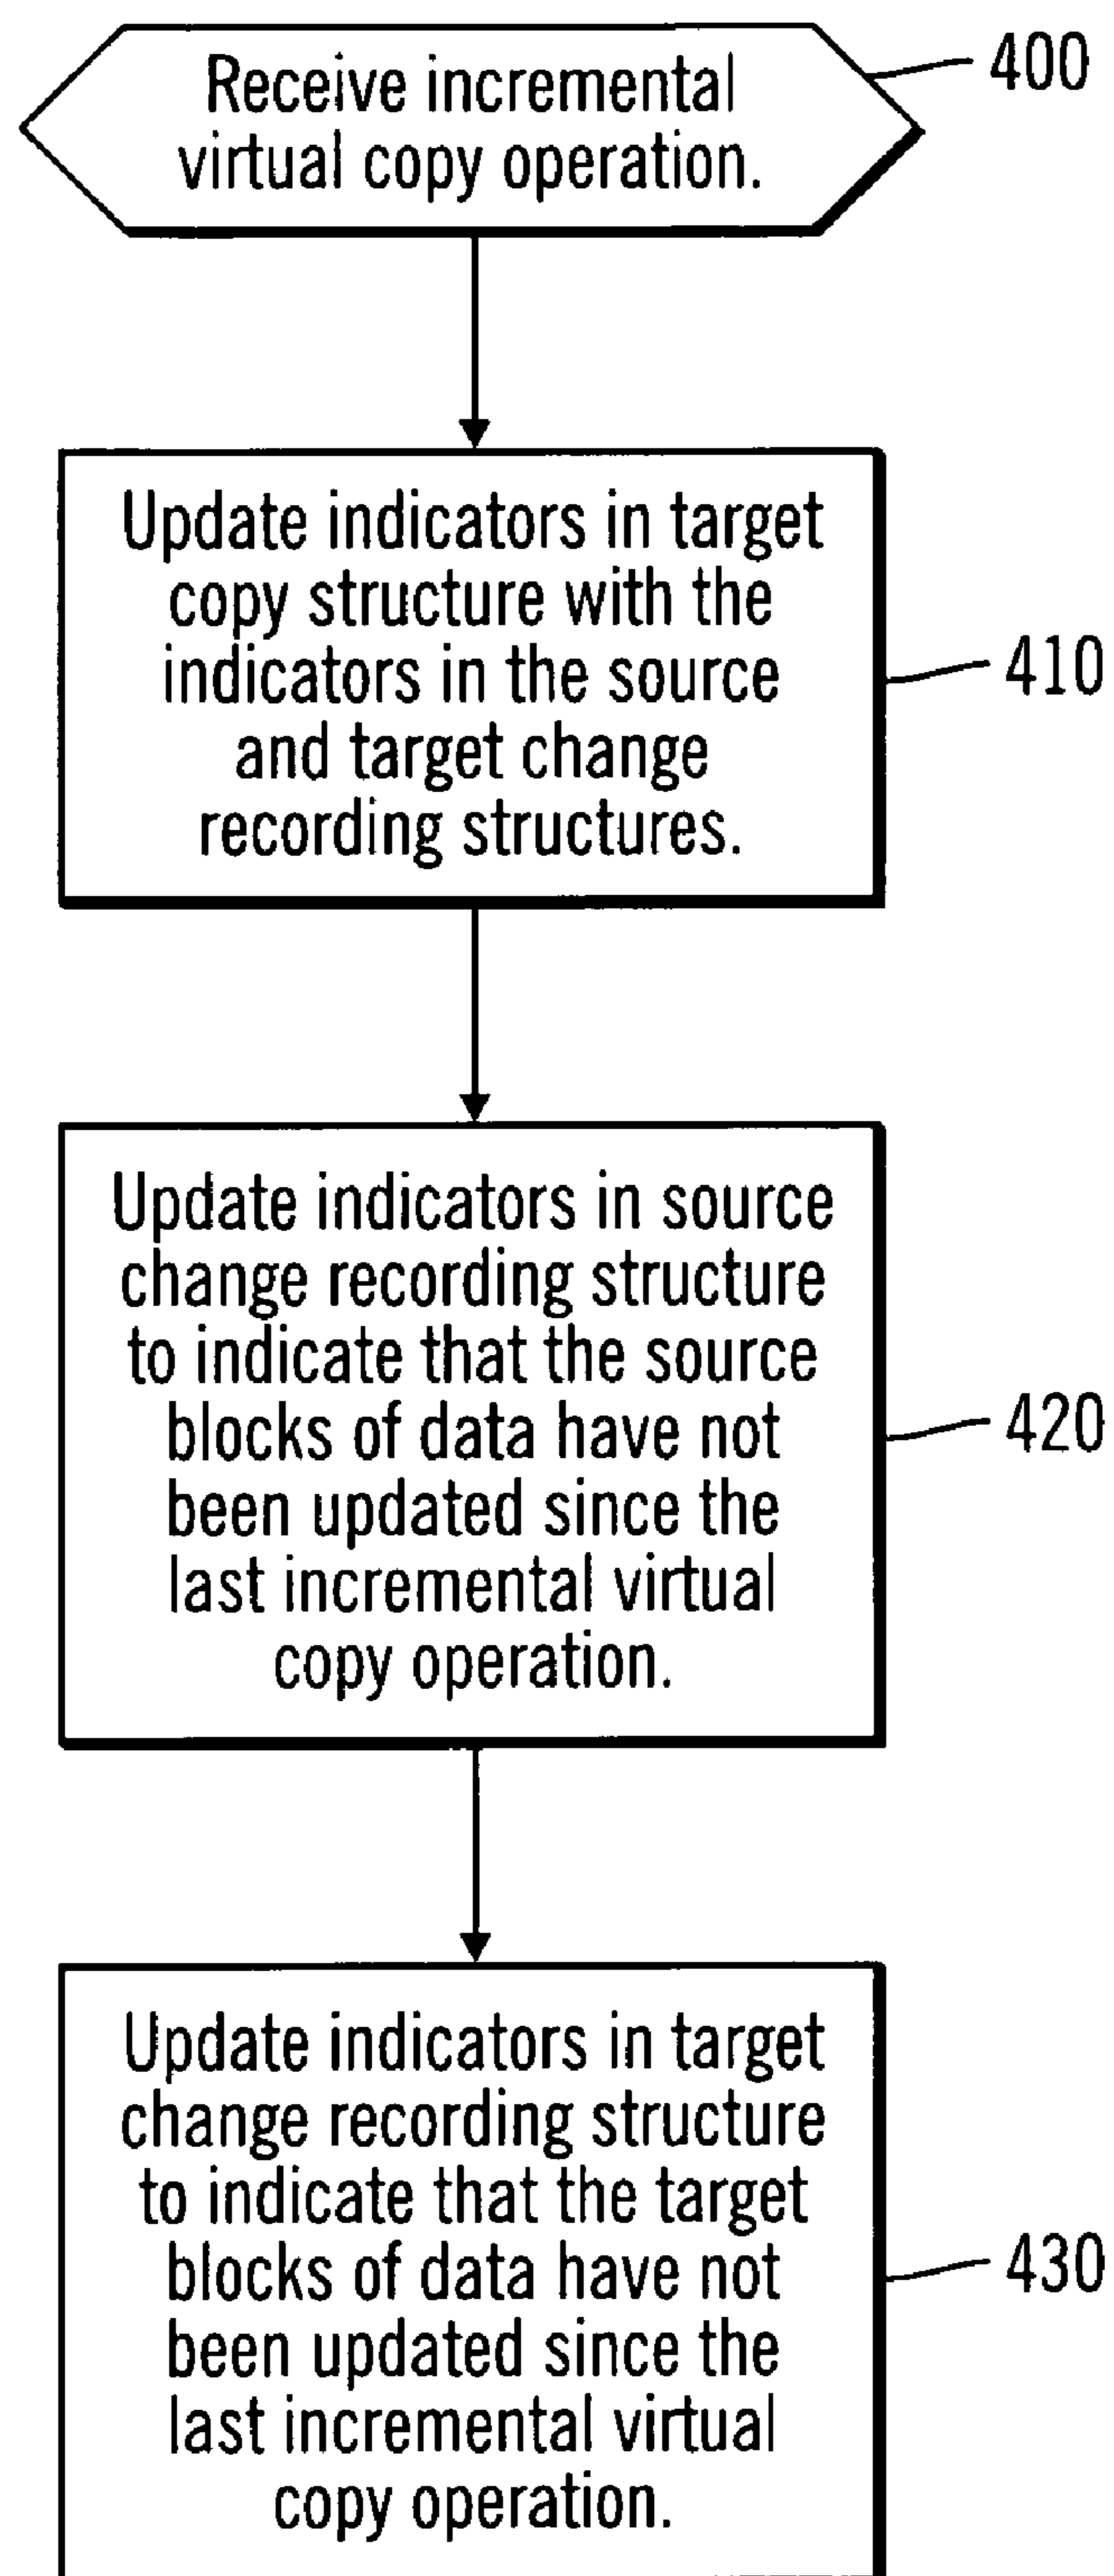 Receive incremental
virtual copy operation.
400
Update indicators in target
copy structure with the
indicators in the source
and target change
recording structures.
410
Update indicators in source
change recording structure
to indicate that the source
blocks of data have not
been updated since the
last incremental virtual
copy operation.
420
Update indicators in target
change recording structure
to indicate that the target
blocks of data have not
been updated since the
last incremental virtual
copy operation.
430